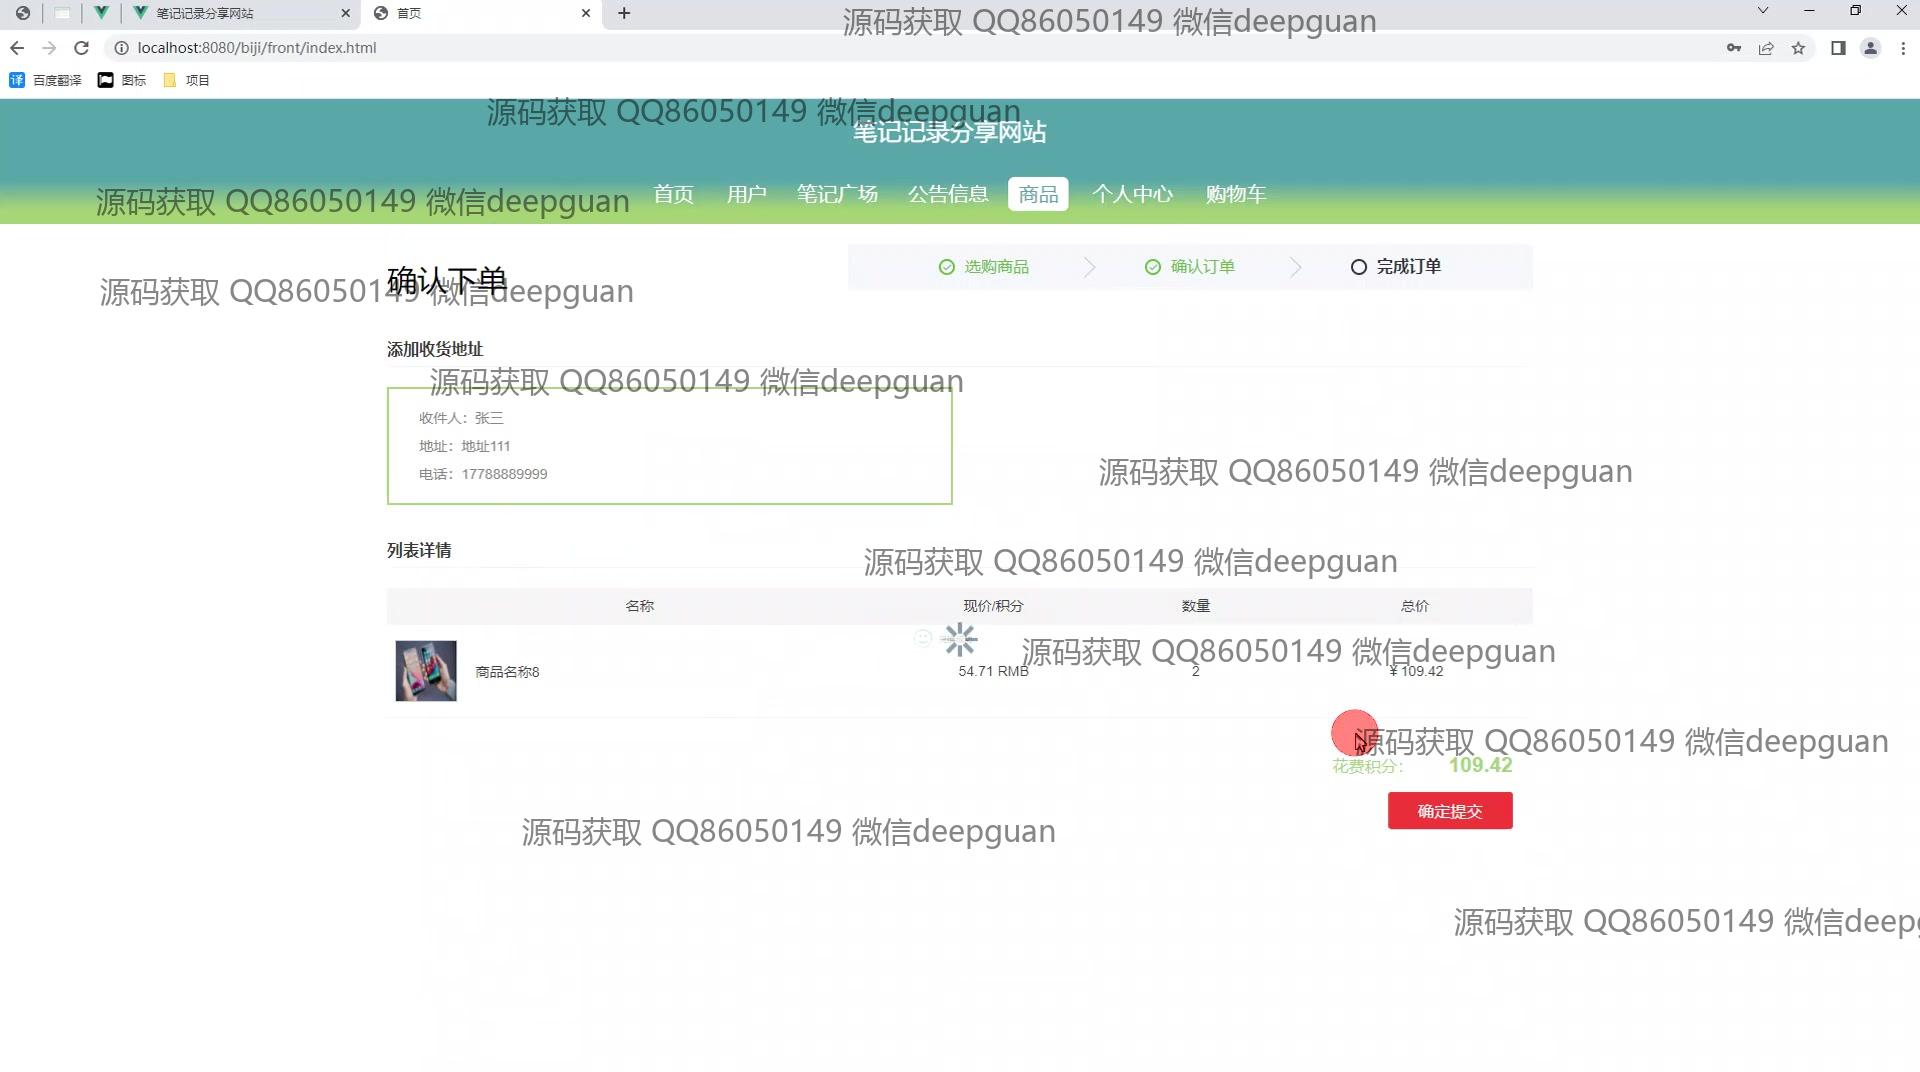 笔记记录分享网站
首页
源码获取 QQ86050149 微信deepguan
localhost:8080/biji/front/index.html
百度翻译 图标 项目
源码获取 QQ86050149 微信deepguan
笔记记录分享网站
源码获取 QQ86050149 微信deepguan
首页 用户 笔记广场 公告信息 商品 个人中心 购物车
选购商品 确认订单 完成订单
确认下单
源码获取 QQ86050149 微信deepguan
添加收货地址
源码获取 QQ86050149 微信deepguan
收件人：张三
地址：地址111
电话：17788889999
源码获取 QQ86050149 微信deepguan
列表详情
源码获取 QQ86050149 微信deepguan
名称 现价/积分 数量 总价
源码获取 QQ86050149 微信deepguan
商品名称8 54.71 RMB 2 ￥109.42
源码获取 QQ86050149 微信deepguan
花费积分： 109.42
确定提交
源码获取 QQ86050149 微信deepguan
源码获取 QQ86050149 微信deepg